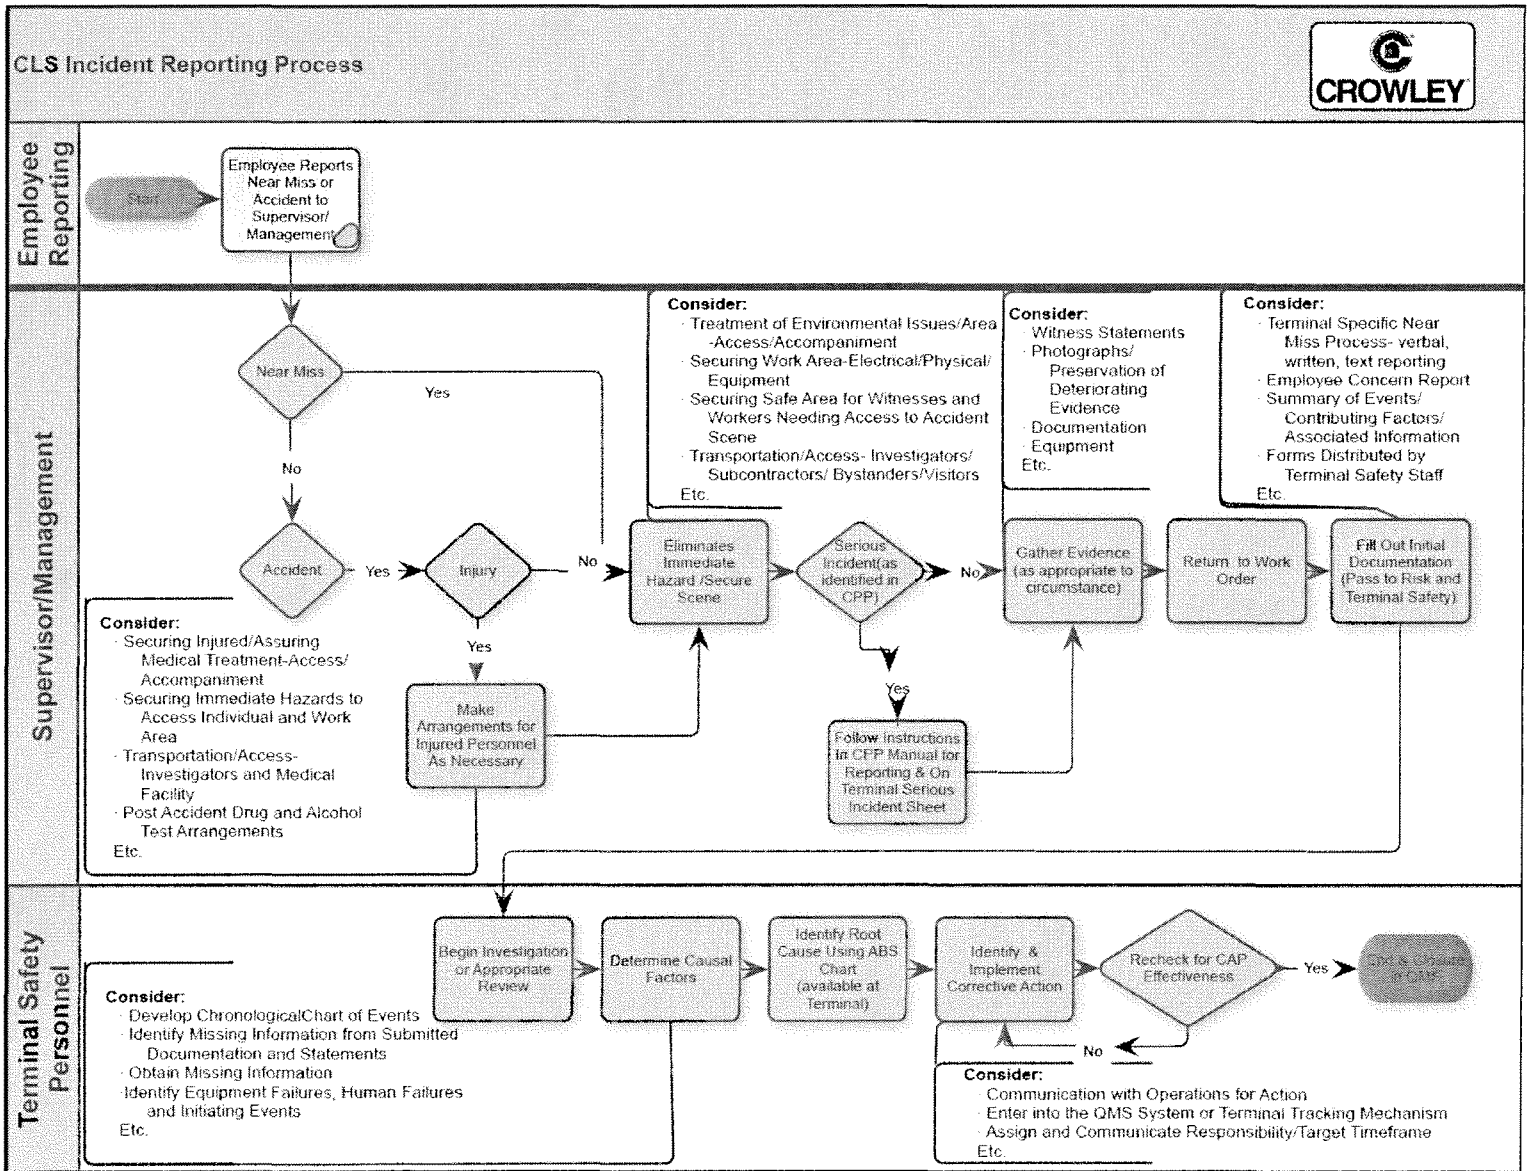 CLS Incident Reporting Process
CROWLEY
Employee
Reporting
Start
Employee Reports
Near Miss or
Accident to
Supervisor/
Management
Supervisor/Management
Near Miss
Yes
No
Accident
Yes
Injury
No
Yes
Consider:
· Securing Injured/Assuring
Medical Treatment-Access/
Accompaniment
· Securing Immediate Hazards to
Access Individual and Work
Area
· Transportation/Access-
Investigators and Medical
Facility
· Post Accident Drug and Alcohol
Test Arrangements
Etc.
Make
Arrangements for
Injured Personnel
As Necessary
Consider:
· Treatment of Environmental Issues/Area
-Access/Accompaniment
· Securing Work Area-Electrical/Physical/
Equipment
· Securing Safe Area for Witnesses and
Workers Needing Access to Accident
Scene
· Transportation/Access- Investigators/
Subcontractors/ Bystanders/Visitors
Etc.
Eliminates
Immediate
Hazard /Secure
Scene
Serious
Incident(as
identified in
CPP)
No
Yes
Follow Instructions
In CPP Manual for
Reporting & On
Terminal Serious
Incident Sheet
Consider:
· Witness Statements
· Photographs/
Preservation of
Deteriorating
Evidence
· Documentation
· Equipment
Etc.
Gather Evidence
(as appropriate to
circumstance)
Return to Work
Order
Consider:
· Terminal Specific Near
Miss Process- verbal,
written, text reporting
· Employee Concern Report
· Summary of Events/
Contributing Factors/
Associated Information
· Forms Distributed by
Terminal Safety Staff
Etc.
Fill Out Initial
Documentation
(Pass to Risk and
Terminal Safety)
Terminal Safety
Personnel
Begin Investigation
or Appropriate
Review
Determine Causal
Factors
Identify Root
Cause Using ABS
Chart
(available at
Terminal)
Identify &
Implement
Corrective Action
Recheck for CAP
Effectiveness
Yes
End & Closure
No
Consider:
· Develop ChronologicalChart of Events
· Identify Missing Information from Submitted
Documentation and Statements
· Obtain Missing Information
·Identify Equipment Failures, Human Failures
and Initiating Events
Etc.
Consider:
· Communication with Operations for Action
· Enter into the QMS System or Terminal Tracking Mechanism
· Assign and Communicate Responsibility/Target Timeframe
Etc.